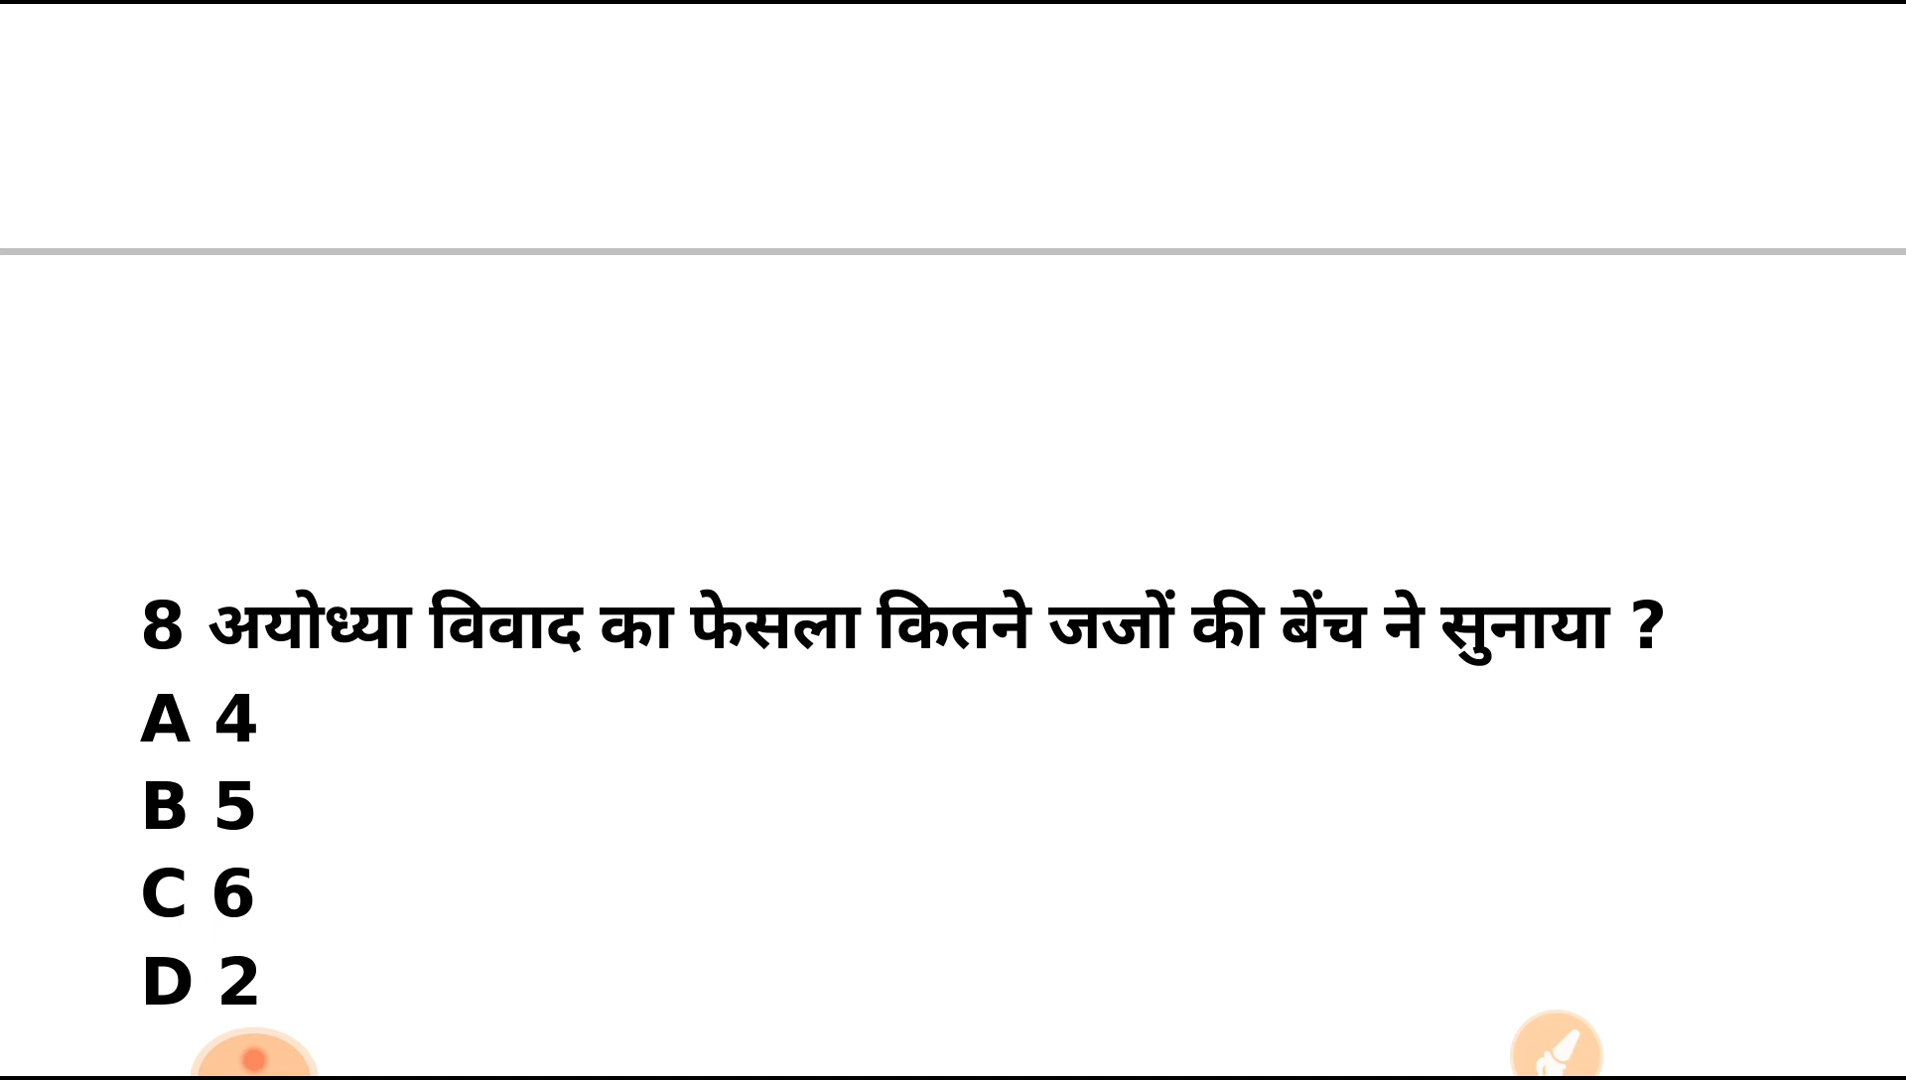 8 अयोध्या विवाद का फेसला कितने जजों की बेंच ने सुनाया ?
A 4
B 5
C 6
D 2